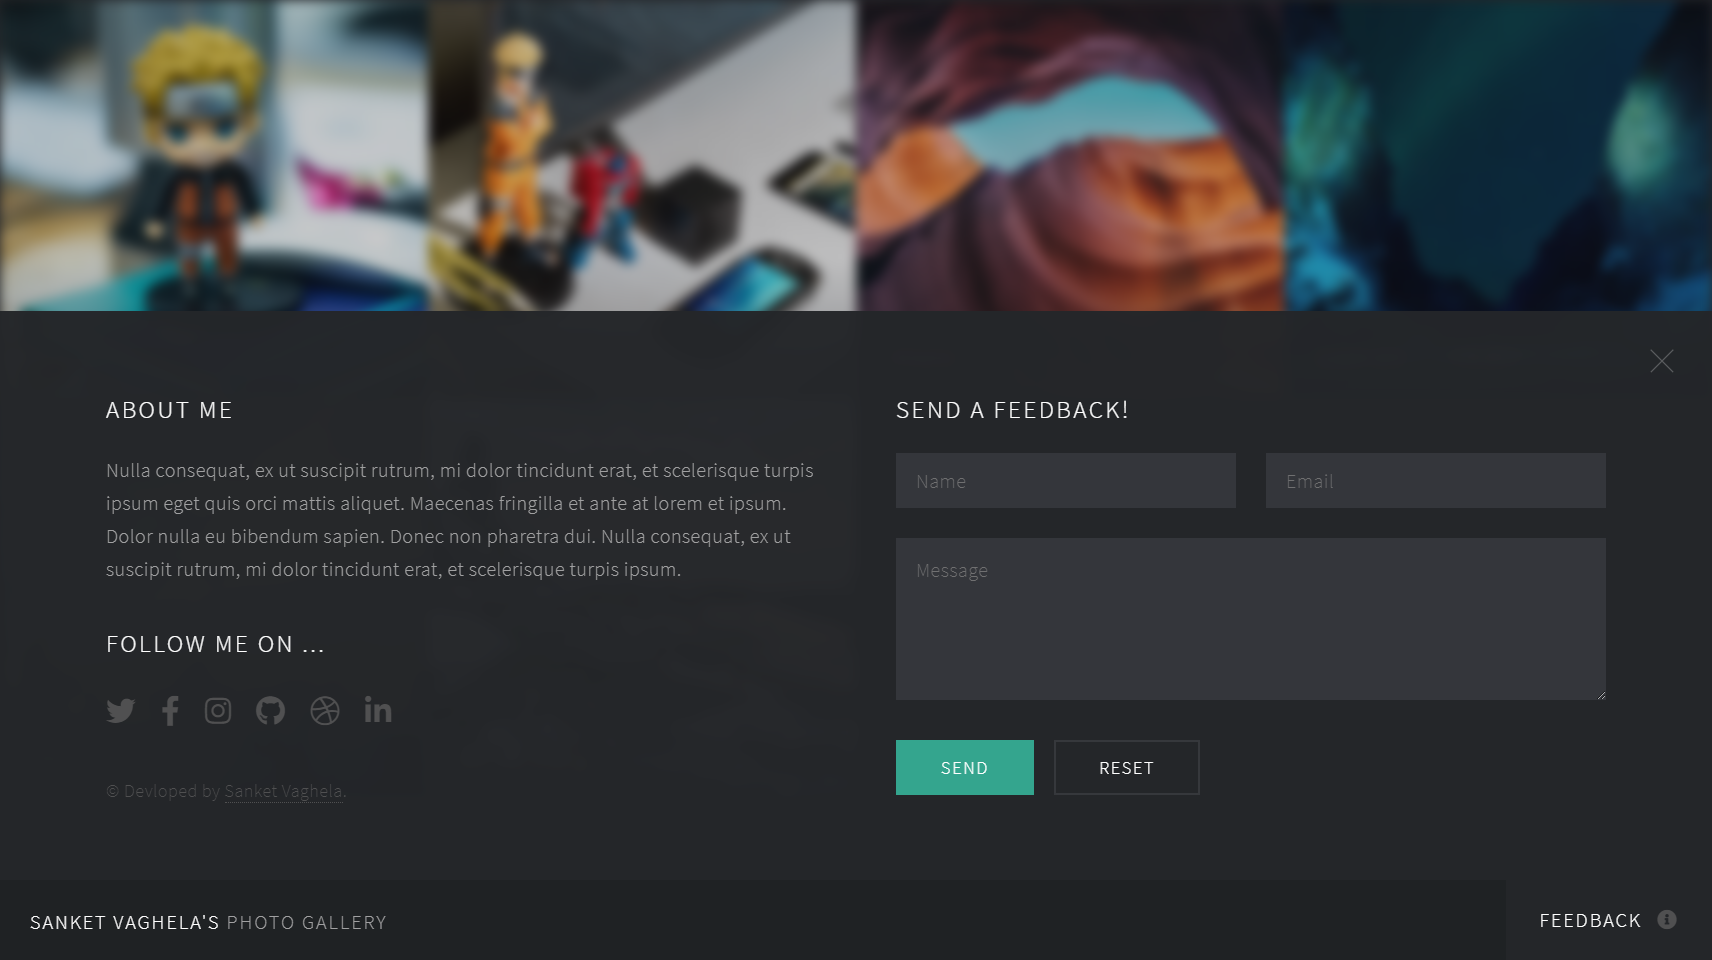 ABOUT ME
Nulla consequat, ex ut suscipit rutrum, mi dolor tincidunt erat, et scelerisque turpis
ipsum eget quis orci mattis aliquet. Maecenas fringilla et ante at lorem et ipsum.
Dolor nulla eu bibendum sapien. Donec non pharetra dui. Nulla consequat, ex ut
suscipit rutrum, mi dolor tincidunt erat, et scelerisque turpis ipsum.
FOLLOW ME ON ...
© Devloped by Sanket Vaghela.
SEND A FEEDBACK!
Name
Email
Message
SEND
RESET
SANKET VAGHELA'S PHOTO GALLERY
FEEDBACK